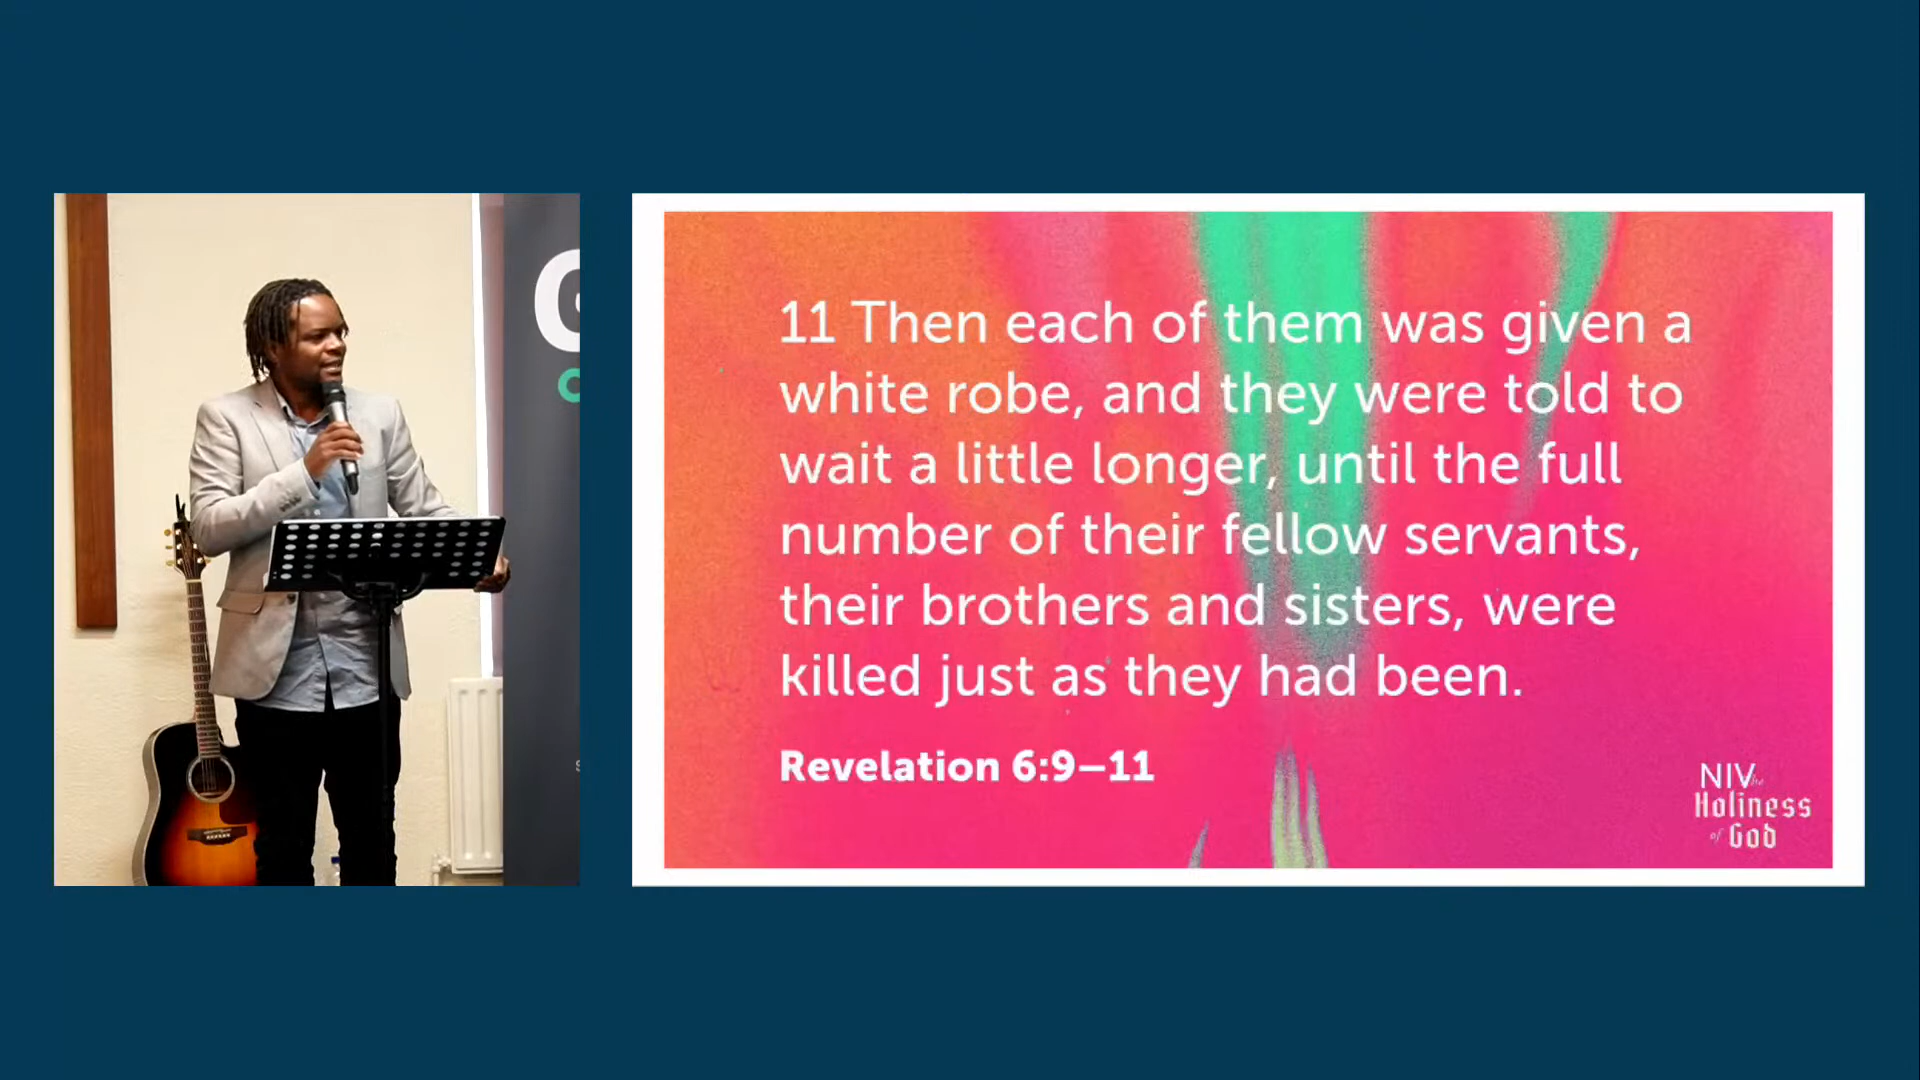 11 Then each of them was given a
white robe, and they were told to
wait a little longer, until the full
number of their fellow servants,
their brothers and sisters, were
killed just as they had been.
Revelation 6:9–11
NIV
the
Holiness
of God